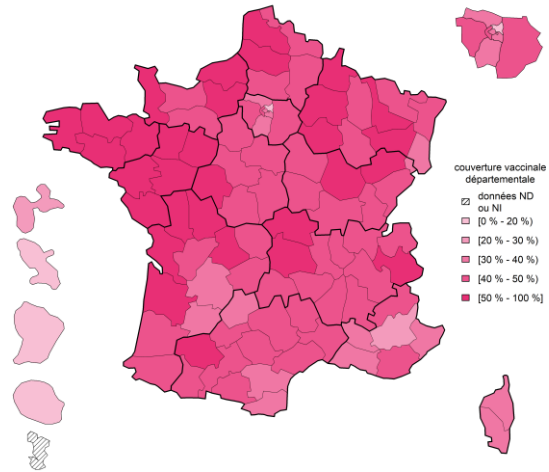 couverture vaccinale
départementale
données ND
ou NI
[0 % - 20 %)
[20 % - 30 %)
[30 % - 40 %)
[40 % - 50 %)
[50 % - 100 %]